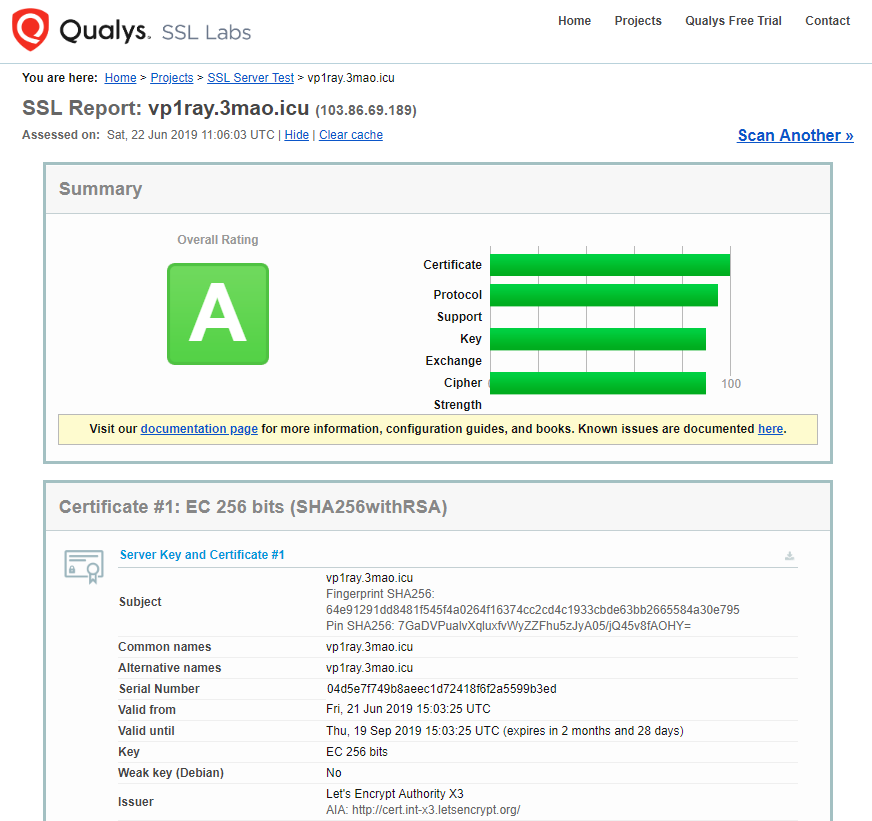 Qualys. SSL Labs
Home Projects Qualys Free Trial Contact
You are here: Home > Projects > SSL Server Test > vp1ray.3mao.icu
SSL Report: vp1ray.3mao.icu (103.86.69.189)
Assessed on: Sat, 22 Jun 2019 11:06:03 UTC | Hide | Clear cache
Scan Another »
Summary
Overall Rating
A
Certificate
Protocol
Support
Key
Exchange
Cipher
Strength
100
Visit our documentation page for more information, configuration guides, and books. Known issues are documented here.
Certificate #1: EC 256 bits (SHA256withRSA)
Server Key and Certificate #1
Subject
vp1ray.3mao.icu
Fingerprint SHA256:
64e91291dd8481f545f4a0264f16374cc2cd4c1933cbde63bb2665584a30e795
Pin SHA256: 7GaDVPualvXqluxfvWyZZFhu5zJyA05/jQ45v8fAOHY=
Common names vp1ray.3mao.icu
Alternative names vp1ray.3mao.icu
Serial Number 04d5e7f749b8aeec1d72418f6f2a5599b3ed
Valid from Fri, 21 Jun 2019 15:03:25 UTC
Valid until Thu, 19 Sep 2019 15:03:25 UTC (expires in 2 months and 28 days)
Key EC 256 bits
Weak key (Debian) No
Issuer
Let's Encrypt Authority X3
AIA: http://cert.int-x3.letsencrypt.org/